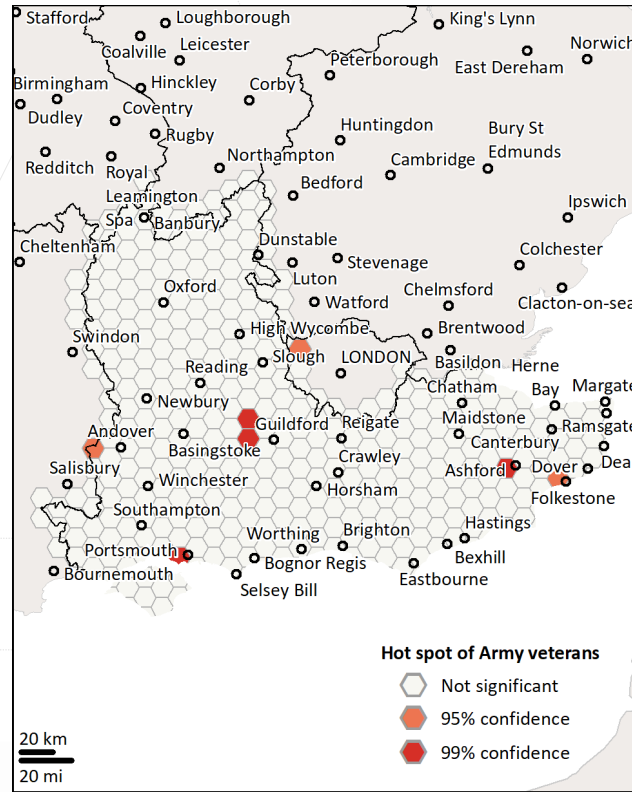 Stafford
Loughborough
King's Lynn
Coalville
Leicester
Norwich
Peterborough
East Dereham
Birmingham
Hinckley
Corby
Dudley
Coventry
Rugby
Huntingdon
Bury St
Edmunds
Redditch
Royal
Leamington
Spa
Northampton
Cambridge
Bedford
Banbury
Ipswich
Cheltenham
Dunstable
Luton
Stevenage
Colchester
Oxford
Watford
Chelmsford
Clacton-on-sea
Swindon
High Wycombe
Brentwood
Reading
Slough
LONDON
Basildon
Herne
Bay
Newbury
Chatham
Margate
Andover
Guildford
Reigate
Maidstone
Ramsgate
Basingstoke
Canterbury
Salisbury
Crawley
Ashford
Dover
Dea
Winchester
Horsham
Folkestone
Southampton
Worthing
Brighton
Hastings
Portsmouth
Bognor Regis
Bexhill
Bournemouth
Selsey Bill
Eastbourne
Hot spot of Army veterans
Not significant
95% confidence
99% confidence
20 km
20 mi